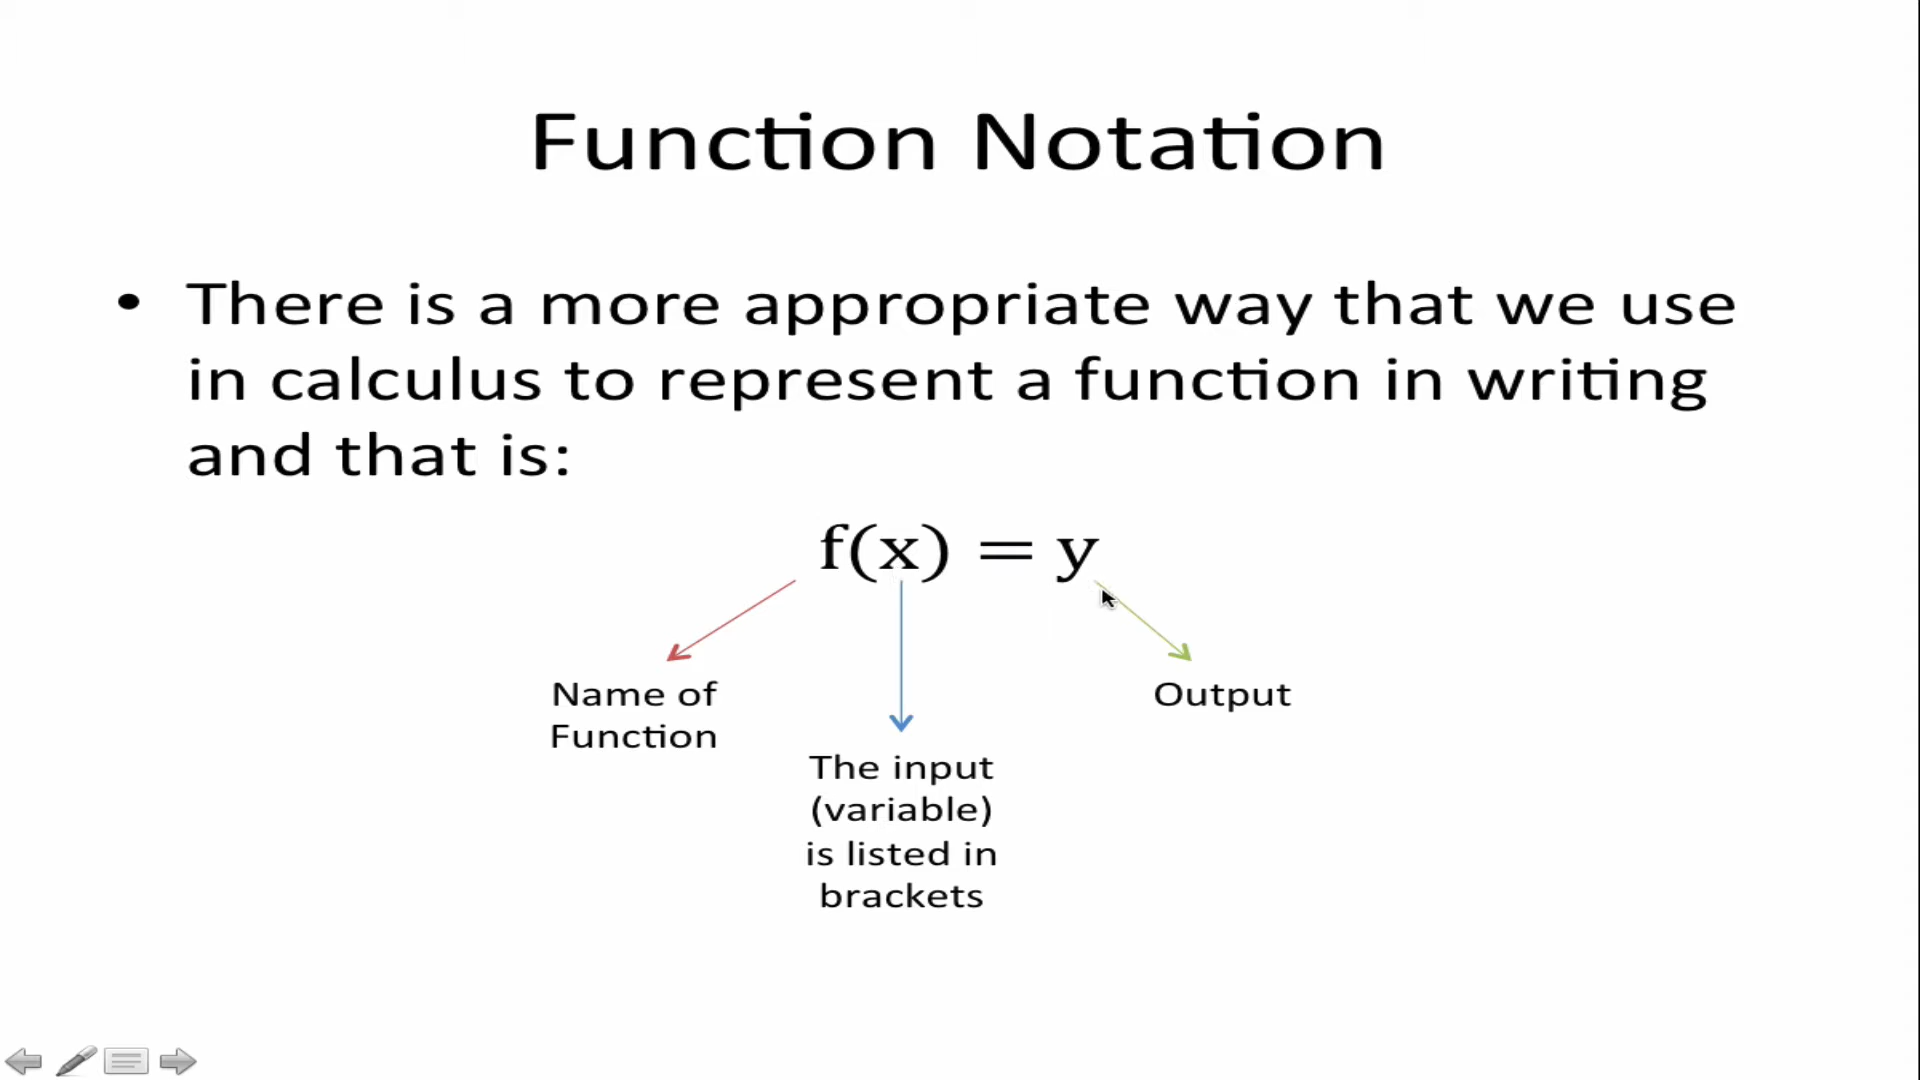 Function Notation
• There is a more appropriate way that we use
in calculus to represent a function in writing
and that is:
f(x) = y
Name of
Function
The input
(variable)
is listed in
brackets
Output